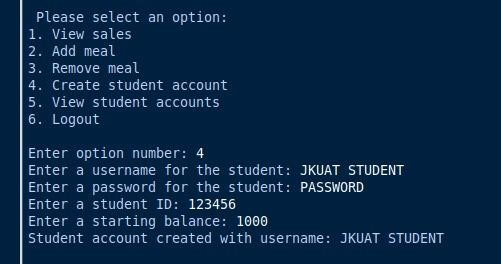 Please select an option:
1. View sales
2. Add meal
3. Remove meal
4. Create student account
5. View student accounts
6. Logout
Enter option number: 4
Enter a username for the student: JKUAT STUDENT
Enter a password for the student: PASSWORD
Enter a student ID: 123456
Enter a starting balance: 1000
Student account created with username: JKUAT STUDENT